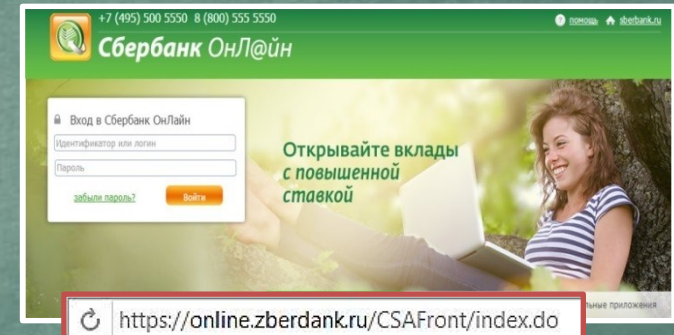 +7 (495) 500 5550 8 (800) 555 5550
помощь sberbank.ru
Сбербанк ОнЛ@йн
Вход в Сбербанк ОнЛайн
Идентификатор или логин
Пароль
забыли пароль?
Войти
Открывайте вклады
с повышенной
ставкой
приложения
https://online.zberdank.ru/CSAFront/index.do